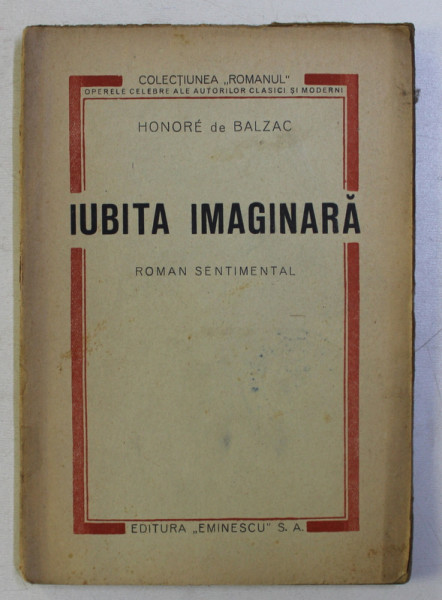 COLECȚIUNEA „ROMANUL"
OPERELE CELEBRE ALE AUTORILOR CLASICI ȘI MODERNI
HONORÉ de BALZAC
IUBITA IMAGINARĂ
ROMAN SENTIMENTAL
EDITURA „EMINESCU" S. A.